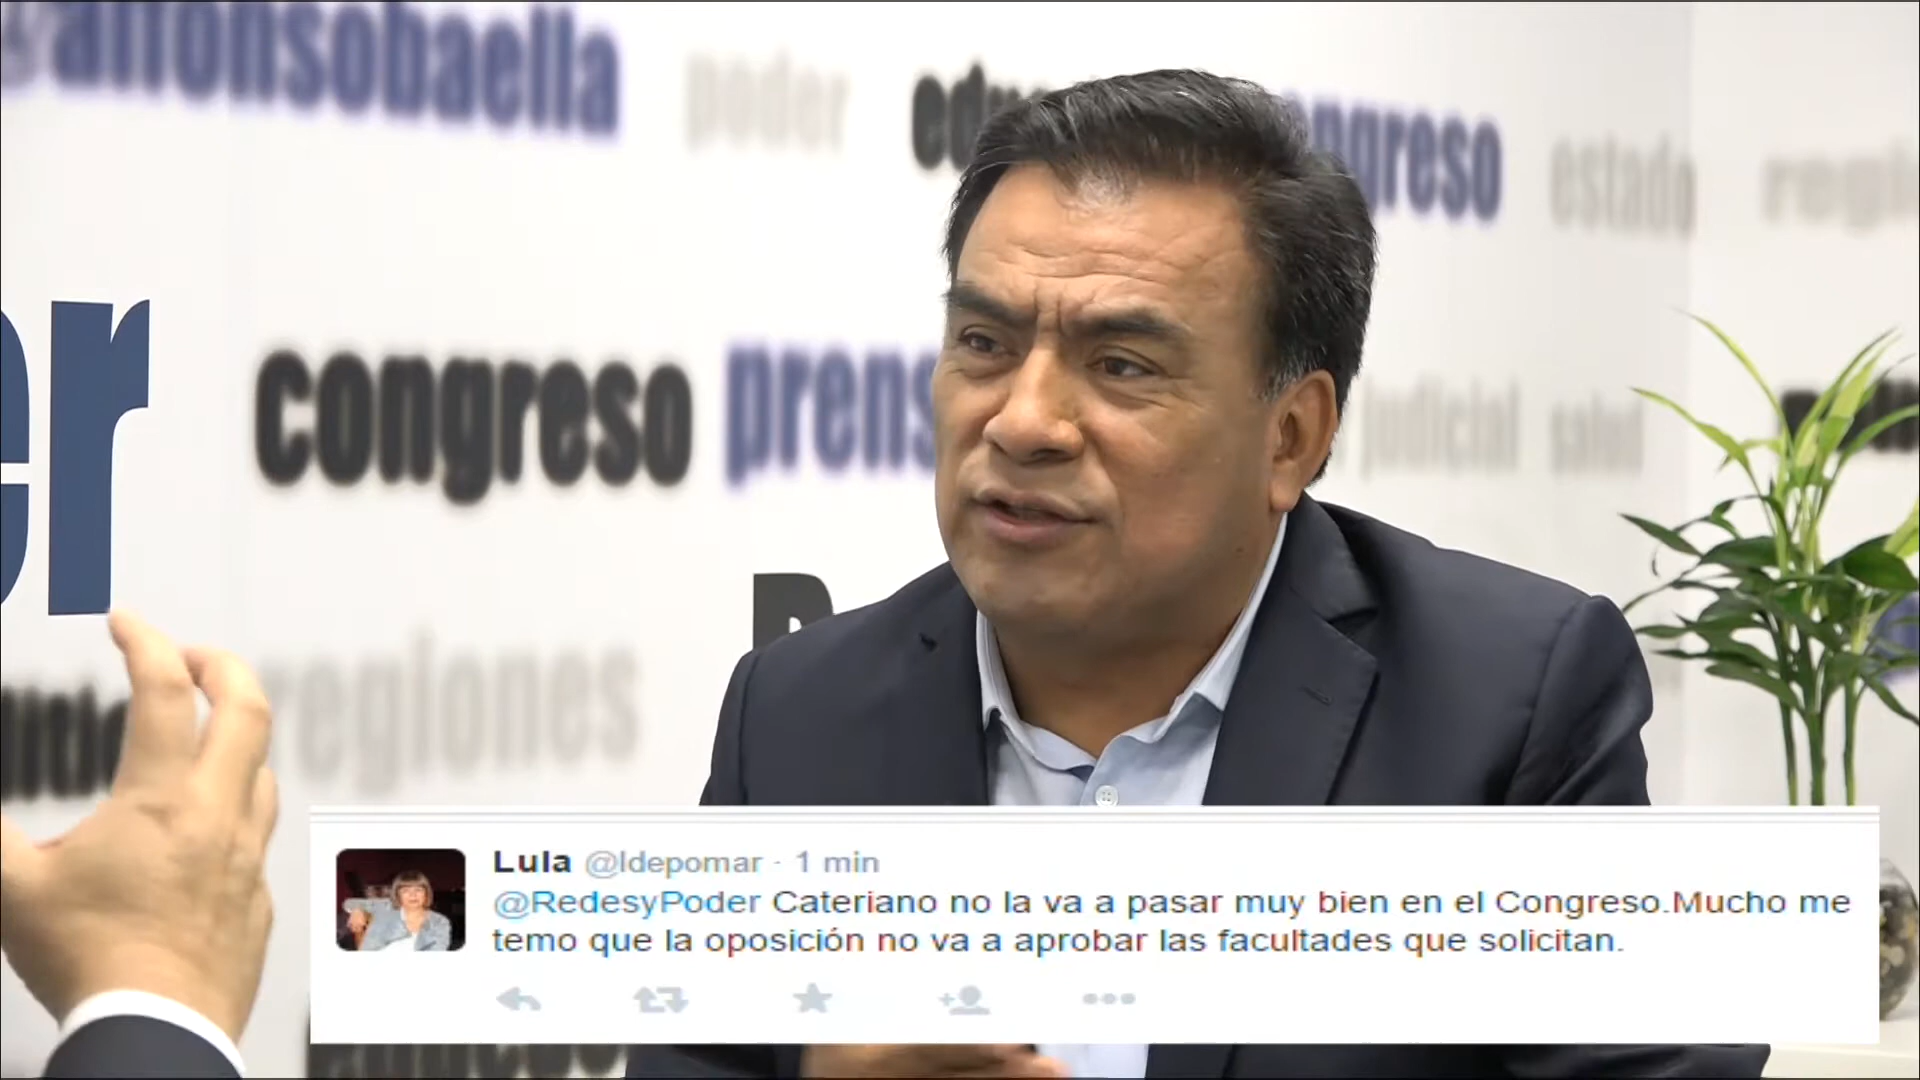 @alfonsobaella
poder
congreso
estado
congreso
judicial
salud
er
regiones
Lula @ldepomar · 1 min
@RedesyPoder Cateriano no la va a pasar muy bien en el Congreso.Mucho me
temo que la oposición no va a aprobar las facultades que solicitan.